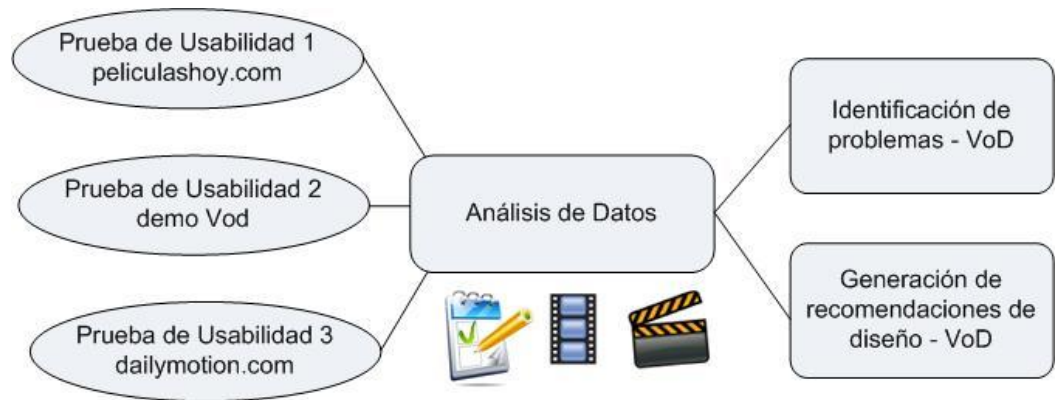 Prueba de Usabilidad 1
peliculashoy.com
Prueba de Usabilidad 2
demo Vod
Prueba de Usabilidad 3
dailymotion.com
Análisis de Datos
Identificación de
problemas - VoD
Generación de
recomendaciones de
diseño - VoD